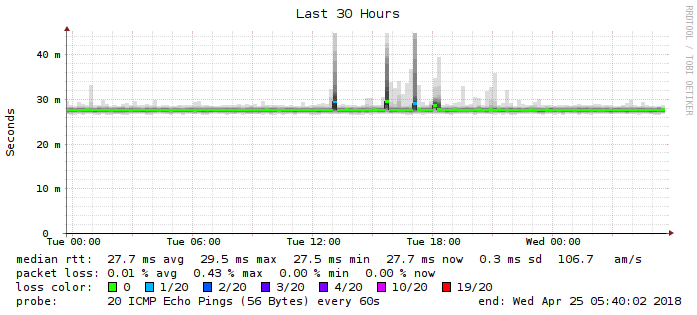 Last 30 Hours
RRDTOOL / TOBI OETIKER
Seconds
40 m
30 m
20 m
10 m
0
Tue 00:00 Tue 06:00 Tue 12:00 Tue 18:00 Wed 00:00
median rtt: 27.7 ms avg 29.5 ms max 27.5 ms min 27.7 ms now 0.3 ms sd 106.7 am/s
packet loss: 0.01 % avg 0.43 % max 0.00 % min 0.00 % now
loss color: 0 1/20 2/20 3/20 4/20 10/20 19/20
probe: 20 ICMP Echo Pings (56 Bytes) every 60s end: Wed Apr 25 05:40:02 2018